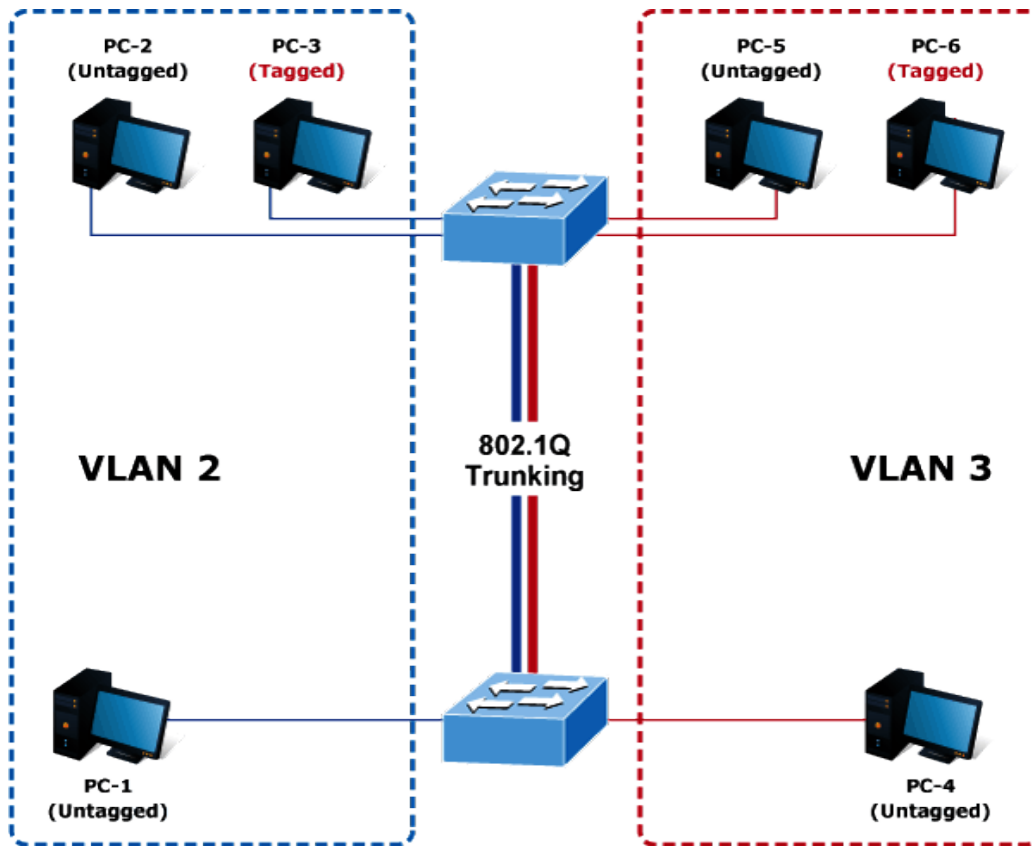 PC-2
(Untagged)
PC-3
(Tagged)
PC-5
(Untagged)
PC-6
(Tagged)
802.1Q
Trunking
VLAN 2
VLAN 3
PC-1
(Untagged)
PC-4
(Untagged)